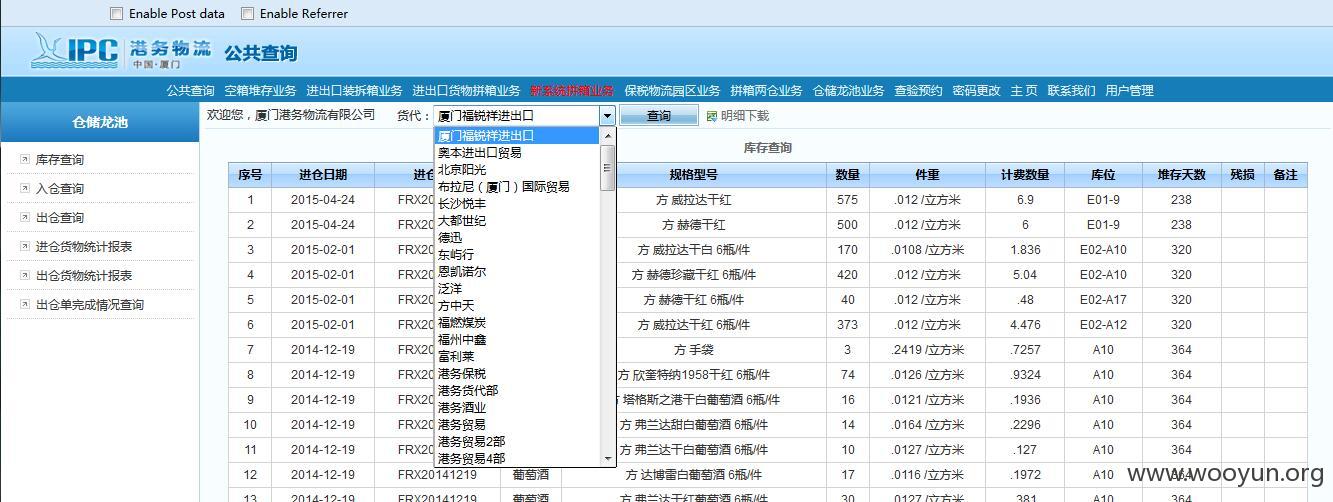 Enable Post data Enable Referrer
IPC 港务物流 中国·厦门 公共查询
公共查询 空箱堆存业务 进出口装拆箱业务 进出口货物拼箱业务 新系统拼箱业务 保税物流园区业务 拼箱两仓业务 仓储龙池业务 查验预约 密码更改 主页 联系我们 用户管理
仓储龙池
库存查询
入仓查询
出仓查询
进仓货物统计报表
出仓货物统计报表
出仓单完成情况查询
欢迎您，厦门港务物流有限公司 货代： 厦门福锐祥进出口 查询 明细下载
厦门福锐祥进出口
奥本进出口贸易
北京阳光
布拉尼（厦门）国际贸易
长沙悦丰
大都世纪
德迅
东屿行
恩凯诺尔
泛洋
方中天
福燃煤炭
福州中鑫
富利莱
港务保税
港务货代部
港务酒业
港务贸易
港务贸易2部
港务贸易4部
库存查询
序号 进仓日期 进仓 规格型号 数量 件重 计费数量 库位 堆存天数 残损 备注
1 2015-04-24 FRX20 方 威拉达干红 575 .012 /立方米 6.9 E01-9 238
2 2015-04-24 FRX20 方 赫德干红 500 .012 /立方米 6 E01-9 238
3 2015-02-01 FRX20 方 威拉达干白 6瓶/件 170 .0108 /立方米 1.836 E02-A10 320
4 2015-02-01 FRX20 方 赫德珍藏干红 6瓶/件 420 .012 /立方米 5.04 E02-A10 320
5 2015-02-01 FRX20 方 赫德干红 6瓶/件 40 .012 /立方米 .48 E02-A17 320
6 2015-02-01 FRX20 方 威拉达干红 6瓶/件 373 .012 /立方米 4.476 E02-A12 320
7 2014-12-19 FRX20 方 手袋 3 .2419 /立方米 .7257 A10 364
8 2014-12-19 FRX20 方 欣奎特纳1958干红 6瓶/件 74 .0126 /立方米 .9324 A10 364
9 2014-12-19 FRX20 方 塔格斯之港干白葡萄酒 6瓶/件 16 .0121 /立方米 .1936 A10 364
10 2014-12-19 FRX20 方 弗兰达甜白葡萄酒 6瓶/件 14 .0164 /立方米 .2296 A10 364
11 2014-12-19 FRX20 方 弗兰达干白葡萄酒 6瓶/件 10 .0127 /立方米 .127 A10 364
12 2014-12-19 FRX20141219 葡萄酒 方 达博雷白葡萄酒 6瓶/件 17 .0116 /立方米 .1972 A10 364
13 2014-12-19 FRX20141219 葡萄酒 方 弗兰达干红葡萄酒 6瓶/件 30 .0127 /立方米 .381 A10 364
www.wooyun.org